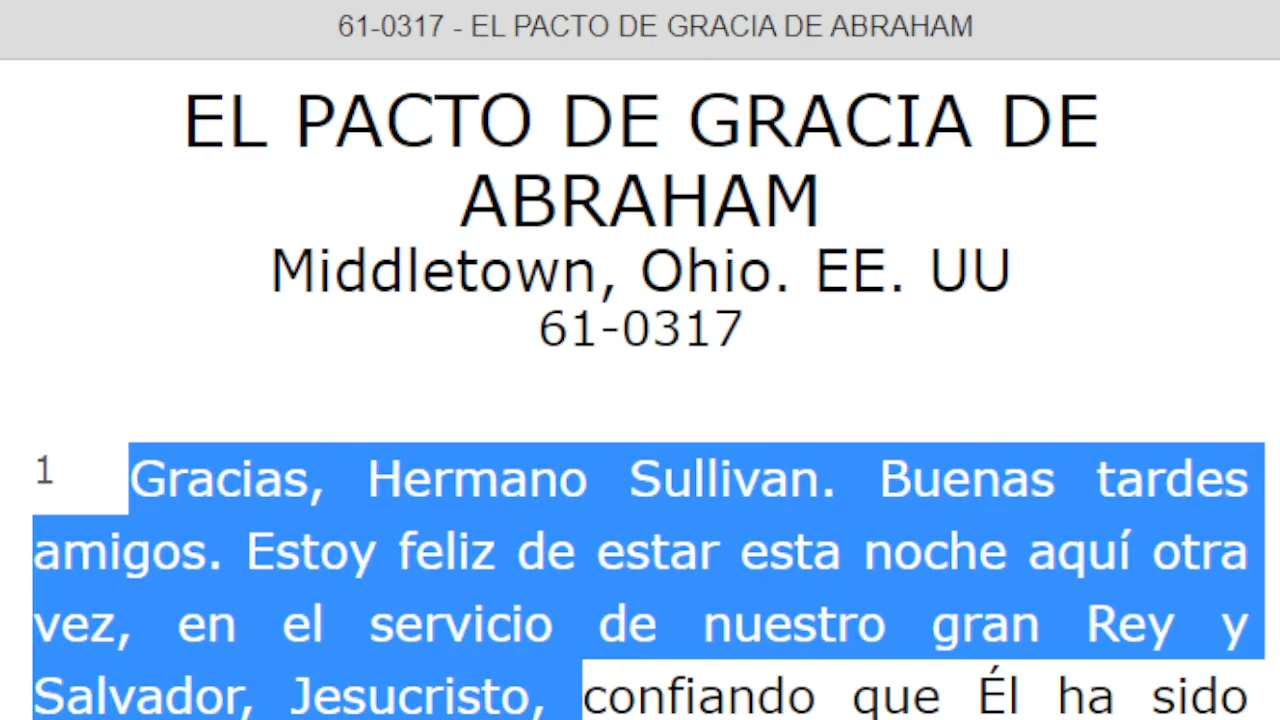 61-0317 - EL PACTO DE GRACIA DE ABRAHAM
EL PACTO DE GRACIA DE
ABRAHAM
Middletown, Ohio. EE. UU
61-0317
1 Gracias, Hermano Sullivan. Buenas tardes
amigos. Estoy feliz de estar esta noche aquí otra
vez, en el servicio de nuestro gran Rey y
Salvador, Jesucristo, confiando que Él ha sido